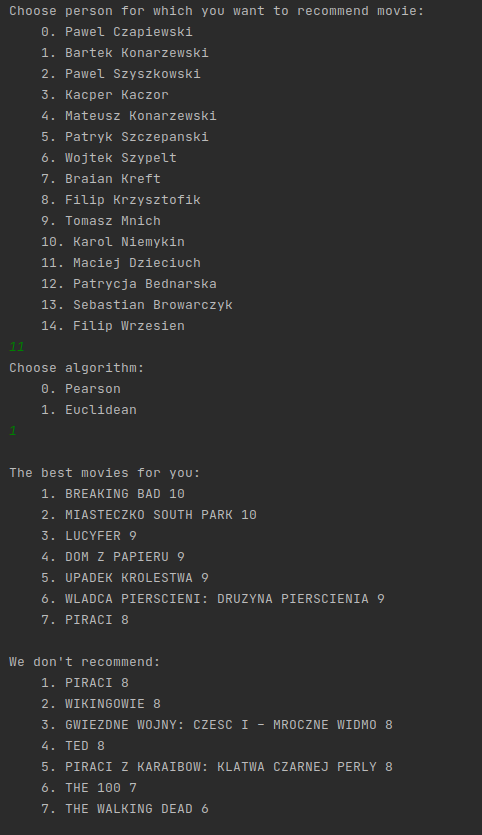 Choose person for which you want to recommend movie:
0. Pawel Czapiewski
1. Bartek Konarzewski
2. Pawel Szyszkowski
3. Kacper Kaczor
4. Mateusz Konarzewski
5. Patryk Szczepanski
6. Wojtek Szypelt
7. Braian Kreft
8. Filip Krzysztofik
9. Tomasz Mnich
10. Karol Niemykin
11. Maciej Dzieciuch
12. Patrycja Bednarska
13. Sebastian Browarczyk
14. Filip Wrzesien
11
Choose algorithm:
0. Pearson
1. Euclidean
1
The best movies for you:
1. BREAKING BAD 10
2. MIASTECZKO SOUTH PARK 10
3. LUCYFER 9
4. DOM Z PAPIERU 9
5. UPADEK KROLESTWA 9
6. WLADCA PIERSCIENI: DRUZYNA PIERSCIENIA 9
7. PIRACI 8
We don't recommend:
1. PIRACI 8
2. WIKINGOWIE 8
3. GWIEZDNE WOJNY: CZESC I – MROCZNE WIDMO 8
4. TED 8
5. PIRACI Z KARAIBOW: KLATWA CZARNEJ PERLY 8
6. THE 100 7
7. THE WALKING DEAD 6